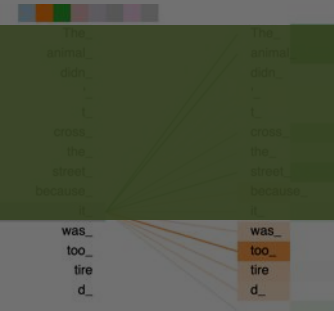 The_ The_
animal_ animal_
didn_ didn_
'_ '_
t_ t_
cross_ cross_
the_ the_
street_ street_
because_ because_
it_ it_
was_ was_
too_ too_
tire tire
d_ d_